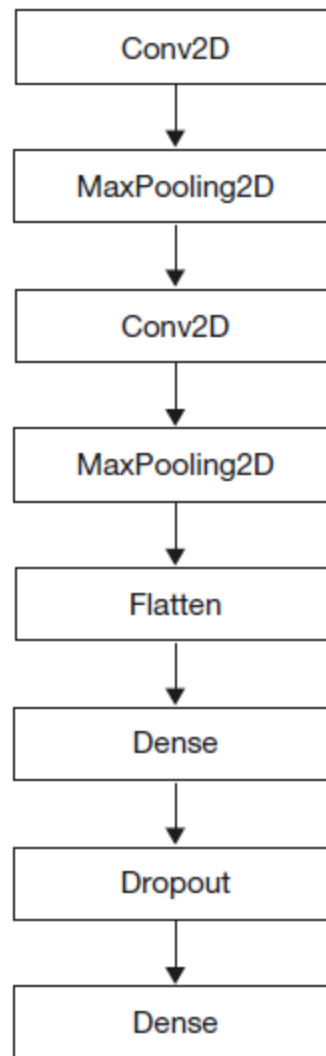 Conv2D
MaxPooling2D
Conv2D
MaxPooling2D
Flatten
Dense
Dropout
Dense